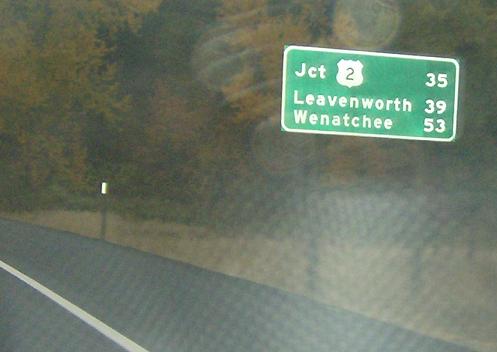 Jct 2 35
Leavenworth 39
Wenatchee 53